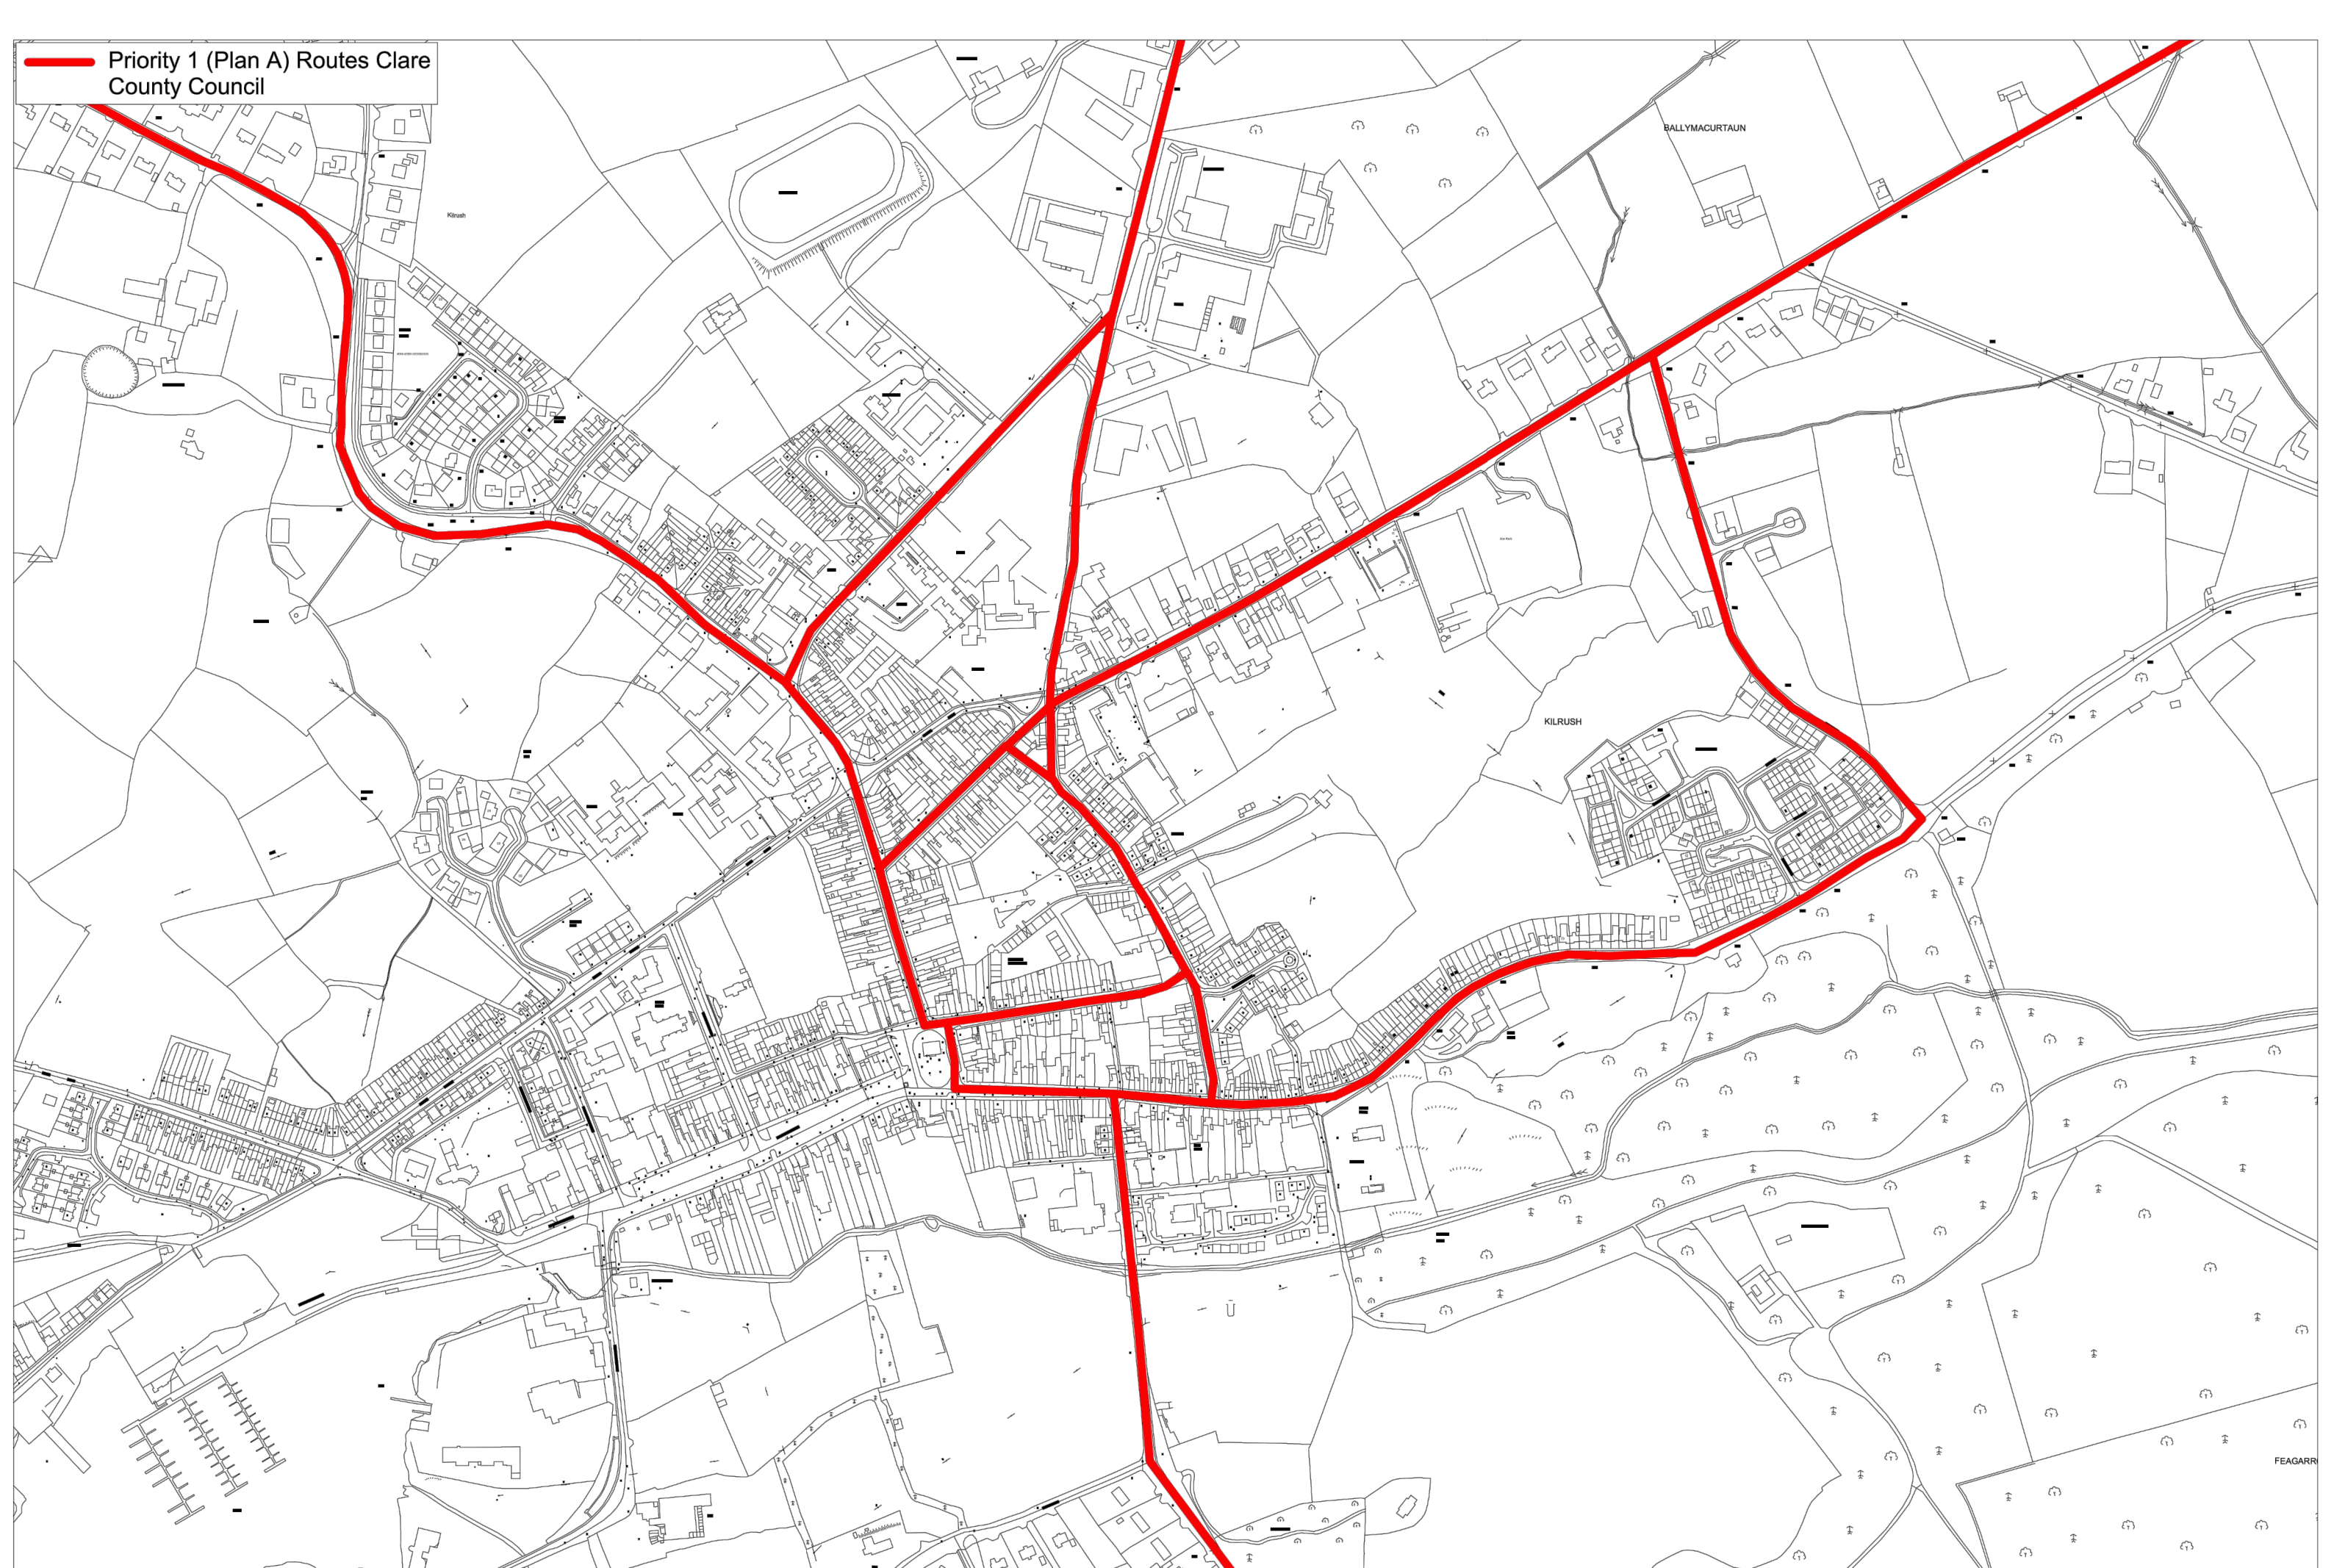 Priority 1 (Plan A) Routes Clare
County Council
BALLYMACURTAUN
Kilrush
KILRUSH
FEAGARR